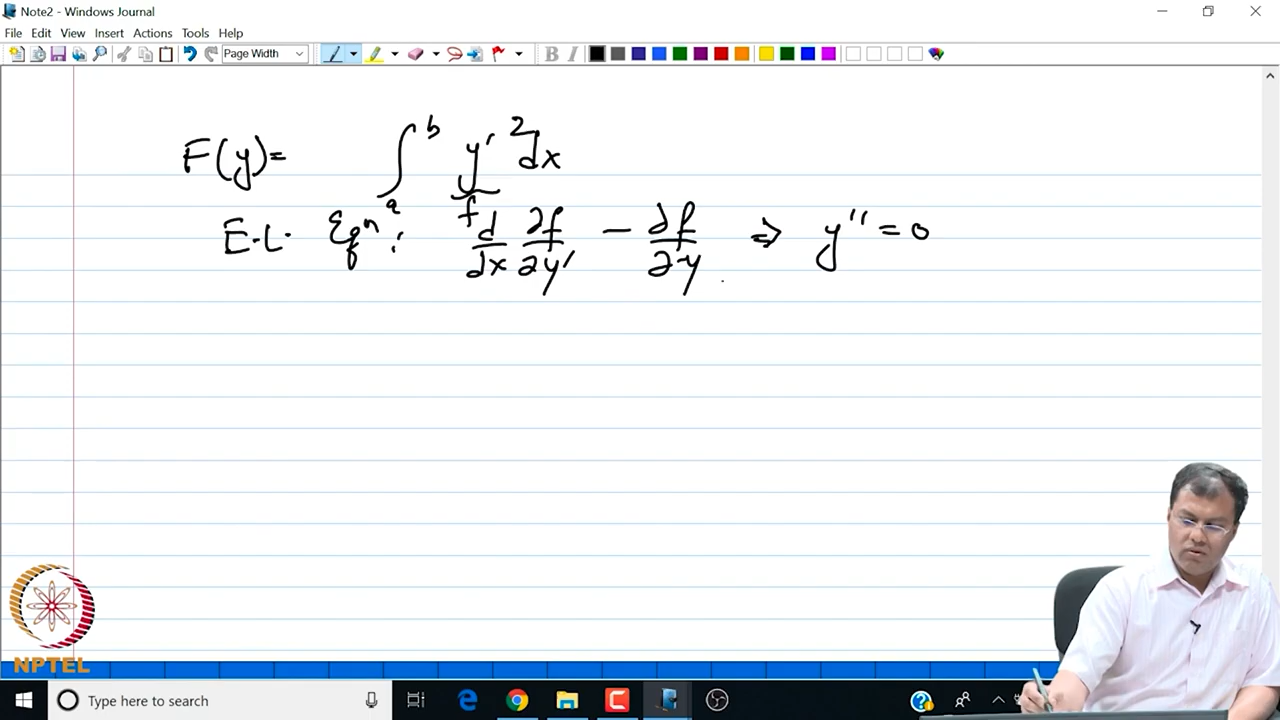 Note2 - Windows Journal
File Edit View Insert Actions Tools Help
Page Width
B I
F(y) = ∫_a^b y'^2 dx
f
E.L. Eqⁿ : d/dx ∂f/∂y' - ∂f/∂y ⇒ y'' = 0
NPTEL
Type here to search